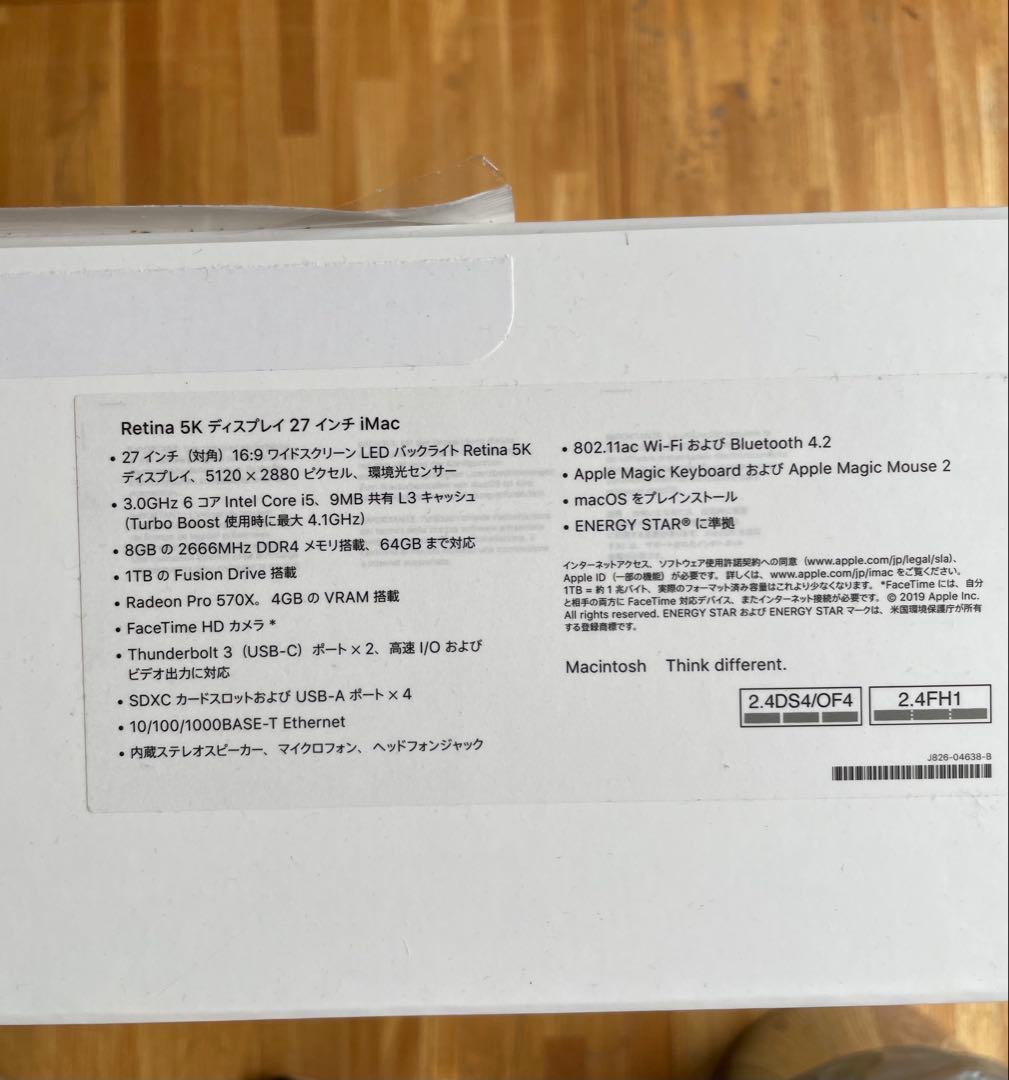 Retina 5K ディスプレイ 27 インチ iMac
• 27 インチ（対角）16:9 ワイドスクリーン LED バックライト Retina 5K
ディスプレイ、5120 × 2880 ピクセル、環境光センサー
• 3.0GHz 6 コア Intel Core i5、9MB 共有 L3 キャッシュ
（Turbo Boost 使用時に最大 4.1GHz）
• 8GB の 2666MHz DDR4 メモリ搭載、64GB まで対応
• 1TB の Fusion Drive 搭載
• Radeon Pro 570X。4GB の VRAM 搭載
• FaceTime HD カメラ *
• Thunderbolt 3（USB-C）ポート × 2、高速 I/O および
ビデオ出力に対応
• SDXC カードスロットおよび USB-A ポート × 4
• 10/100/1000BASE-T Ethernet
• 内蔵ステレオスピーカー、マイクロフォン、ヘッドフォンジャック
• 802.11ac Wi-Fi および Bluetooth 4.2
• Apple Magic Keyboard および Apple Magic Mouse 2
• macOS をプレインストール
• ENERGY STAR® に準拠
インターネットアクセス、ソフトウェア使用許諾契約への同意（www.apple.com/jp/legal/sla）、
Apple ID（一部の機能）が必要です。詳しくは、www.apple.com/jp/imac をご覧ください。
1TB = 約 1 兆バイト、実際のフォーマット済み容量はこれより少なくなります。*FaceTime には、自分
と相手の両方に FaceTime 対応デバイス、またインターネット接続が必要です。© 2019 Apple Inc.
All rights reserved. ENERGY STAR および ENERGY STAR マークは、米国環境保護庁が所有
する登録商標です。
Macintosh Think different.
2.4DS4/OF4 2.4FH1
J826-04638-B